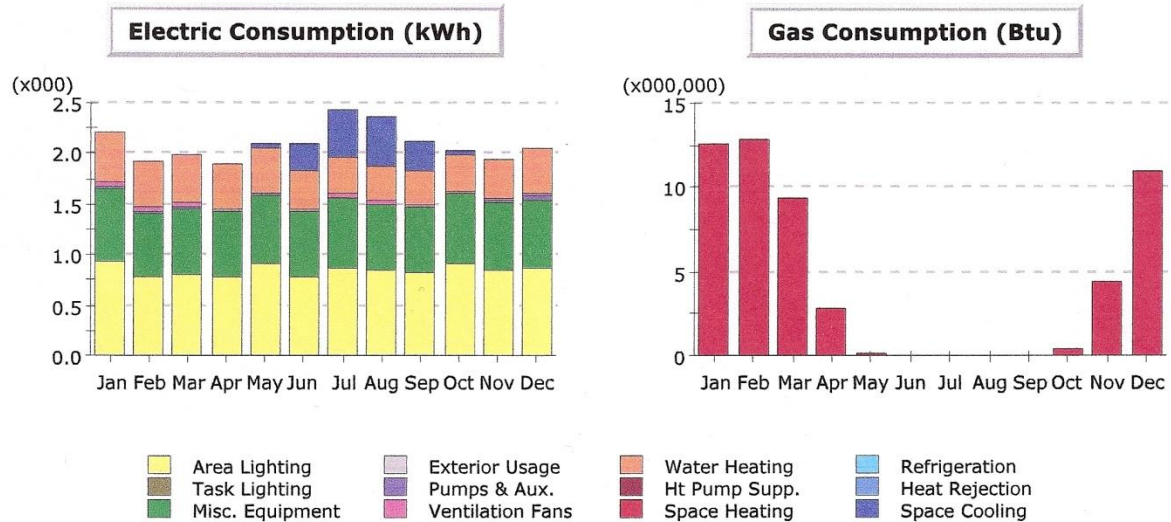 Electric Consumption (kWh)
Gas Consumption (Btu)
(x000)
2.5
2.0
1.5
1.0
0.5
0.0
Jan Feb Mar Apr May Jun Jul Aug Sep Oct Nov Dec
(x000,000)
15
10
5
0
Jan Feb Mar Apr May Jun Jul Aug Sep Oct Nov Dec
Area Lighting
Task Lighting
Misc. Equipment
Exterior Usage
Pumps & Aux.
Ventilation Fans
Water Heating
Ht Pump Supp.
Space Heating
Refrigeration
Heat Rejection
Space Cooling